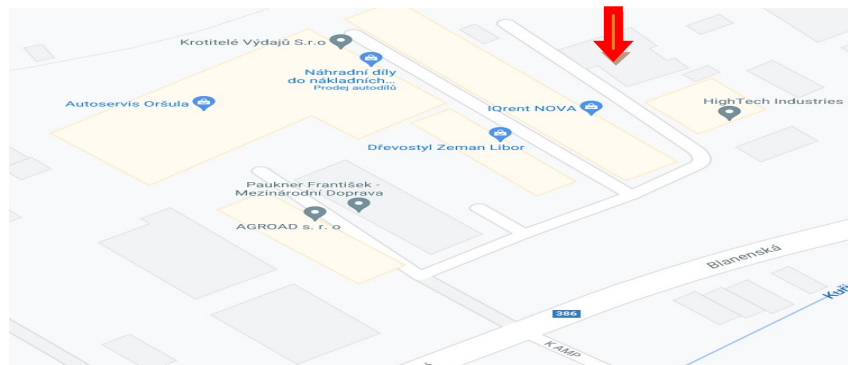 Krotitelé Výdajů S.r.o
Náhradní díly
do nákladních...
Prodej autodílů
Autoservis Oršula
IQrent NOVA
HighTech Industries
Dřevostyl Zeman Libor
Paukner František -
Mezinárodní Doprava
AGROAD s. r. o
Blanenská
Kuři
386
K AMP